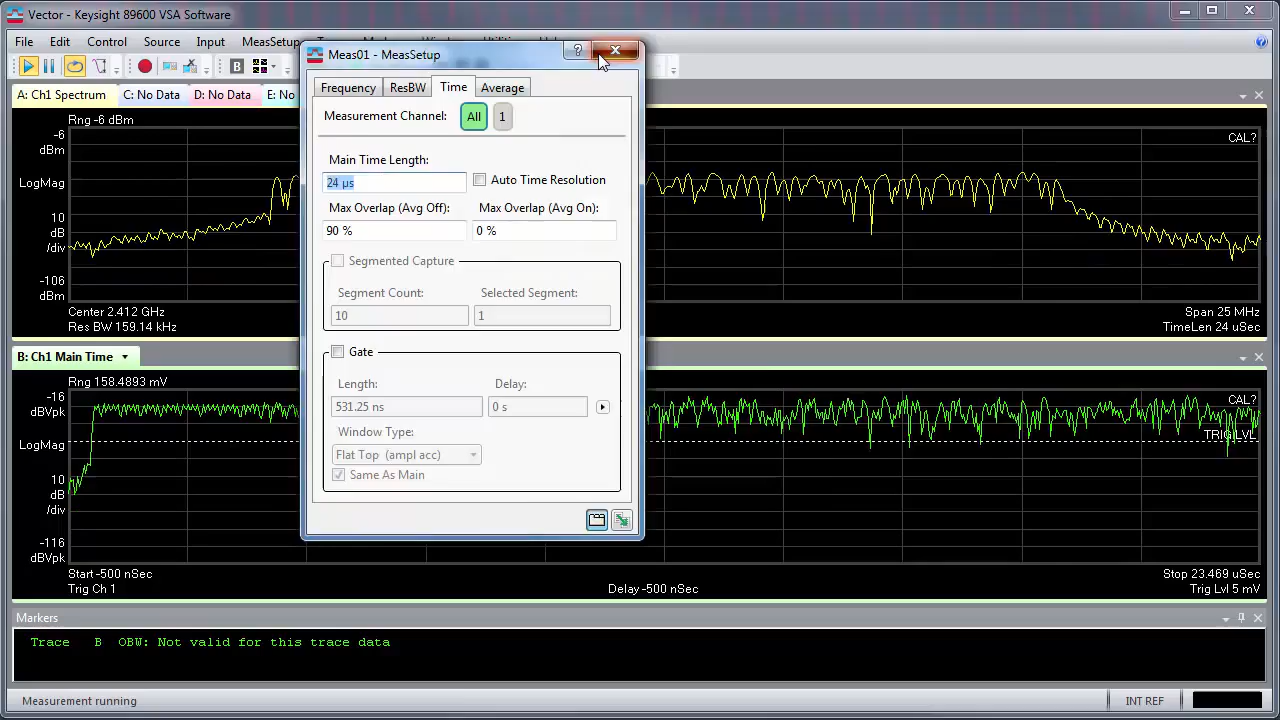 Vector - Keysight 89600 VSA Software
File Edit Control Source Input MeasSetup
Meas01 - MeasSetup
?
B
A: Ch1 Spectrum C: No Data D: No Data E: No
Frequency ResBW Time Average
Measurement Channel: All 1
Rng -6 dBm
-6
dBm
LogMag
10
dB
/div
-106
dBm
CAL?
Center 2.412 GHz
Res BW 159.14 kHz
Span 25 MHz
TimeLen 24 uSec
Main Time Length:
24 µs
Auto Time Resolution
Max Overlap (Avg Off): Max Overlap (Avg On):
90 % 0 %
Segmented Capture
Segment Count: Selected Segment:
10 1
Gate
Length: Delay:
531.25 ns 0 s
Window Type:
Flat Top (ampl acc)
Same As Main
B: Ch1 Main Time
Rng 158.4893 mV
-16
dBVpk
LogMag
10
dB
/div
-116
dBVpk
CAL?
TRIG LVL
Start -500 nSec
Trig Ch 1
Delay -500 nSec
Stop 23.469 uSec
Trig Lvl 5 mV
Markers
Trace B OBW: Not valid for this trace data
Measurement running
INT REF